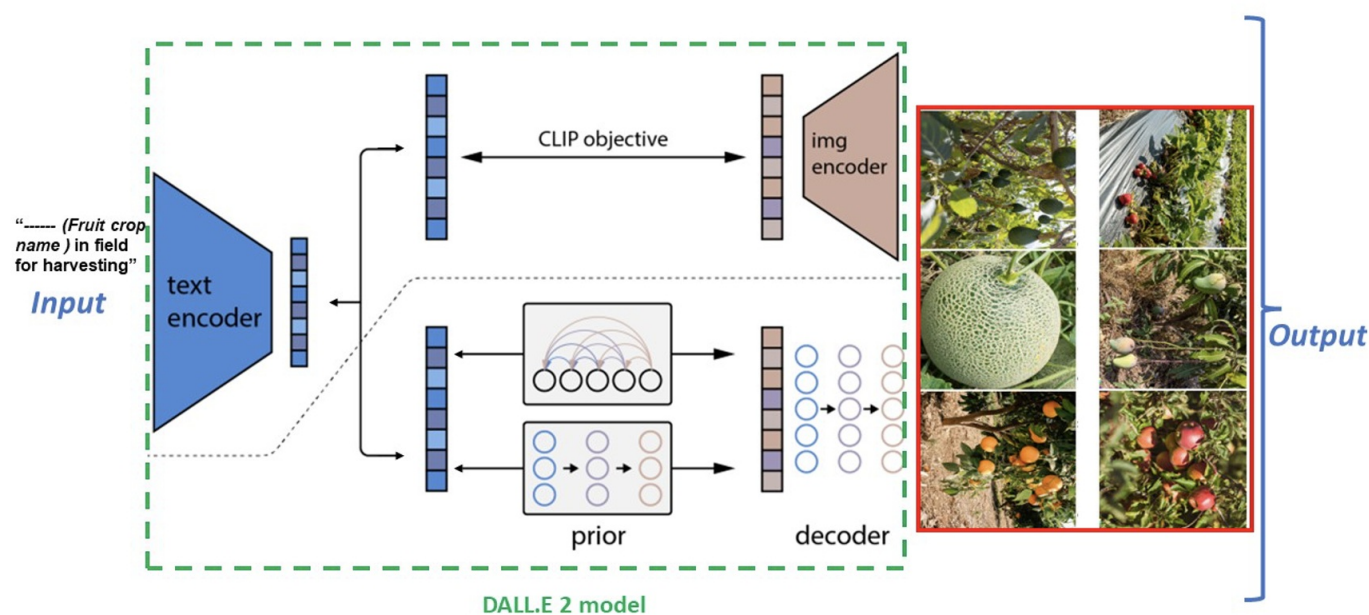 “------ (Fruit crop
name ) in field
for harvesting”
Input
text
encoder
CLIP objective
img
encoder
prior
decoder
Output
DALL.E 2 model